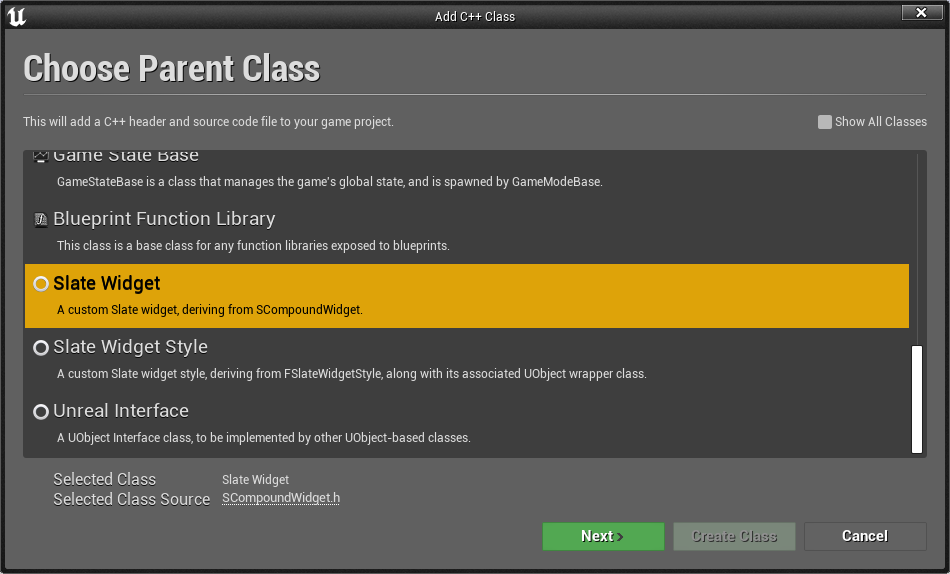 Add C++ Class
Choose Parent Class
This will add a C++ header and source code file to your game project.
Show All Classes
Game State Base
GameStateBase is a class that manages the game's global state, and is spawned by GameModeBase.
Blueprint Function Library
This class is a base class for any function libraries exposed to blueprints.
Slate Widget
A custom Slate widget, deriving from SCompoundWidget.
Slate Widget Style
A custom Slate widget style, deriving from FSlateWidgetStyle, along with its associated UObject wrapper class.
Unreal Interface
A UObject Interface class, to be implemented by other UObject-based classes.
Selected Class Slate Widget
Selected Class Source SCompoundWidget.h
Next > Create Class Cancel